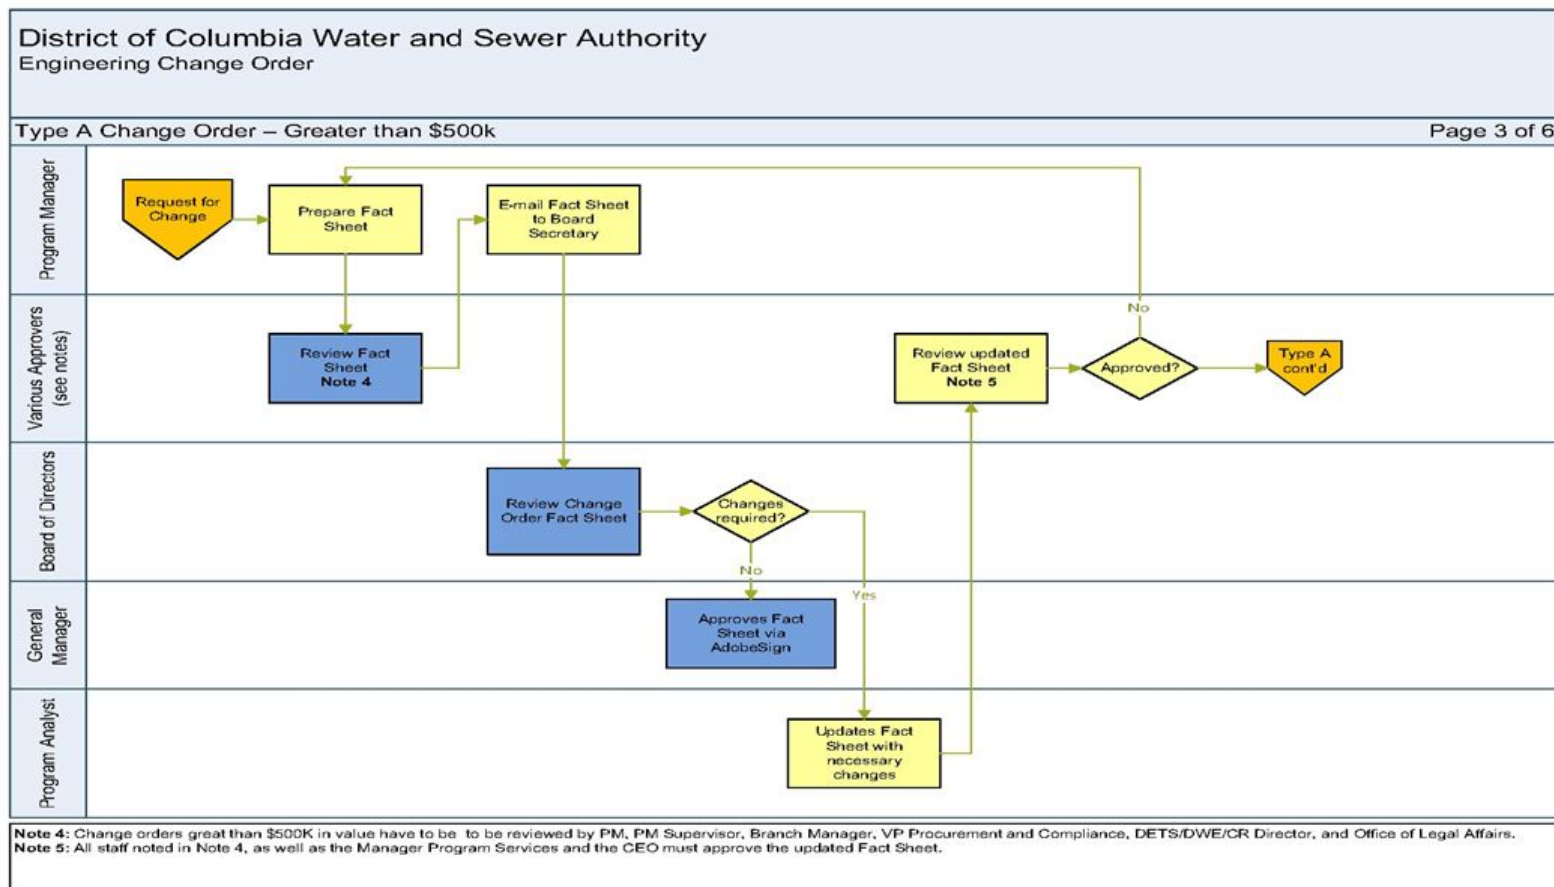 District of Columbia Water and Sewer Authority
Engineering Change Order
Type A Change Order – Greater than $500k
Page 3 of 6
Program Manager
Request for
Change
Prepare Fact
Sheet
E-mail Fact Sheet
to Board
Secretary
No
Various Approvers
(see notes)
Review Fact
Sheet
Note 4
Review updated
Fact Sheet
Note 5
Approved?
Type A
cont'd
Board of Directors
Review Change
Order Fact Sheet
Changes
required?
No
Yes
General
Manager
Approves Fact
Sheet via
AdobeSign
Program Analyst
Updates Fact
Sheet with
necessary
changes
Note 4: Change orders great than $500K in value have to be to be reviewed by PM, PM Supervisor, Branch Manager, VP Procurement and Compliance, DETS/DWE/CR Director, and Office of Legal Affairs.
Note 5: All staff noted in Note 4, as well as the Manager Program Services and the CEO must approve the updated Fact Sheet.